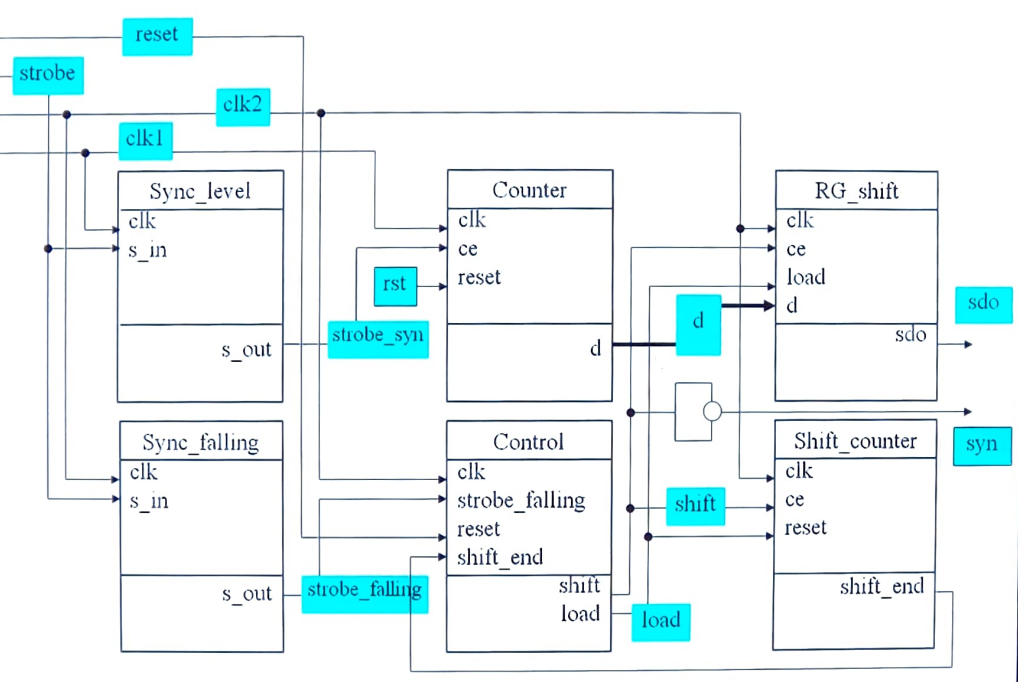 reset
strobe
clk2
clk1
Sync_level
clk
s_in
s_out
Counter
clk
ce
reset
d
rst
strobe_syn
RG_shift
clk
ce
load
d
sdo
d
sdo
syn
Sync_falling
clk
s_in
s_out
strobe_falling
Control
clk
strobe_falling
reset
shift_end
shift
load
shift
load
Shift_counter
clk
ce
reset
shift_end